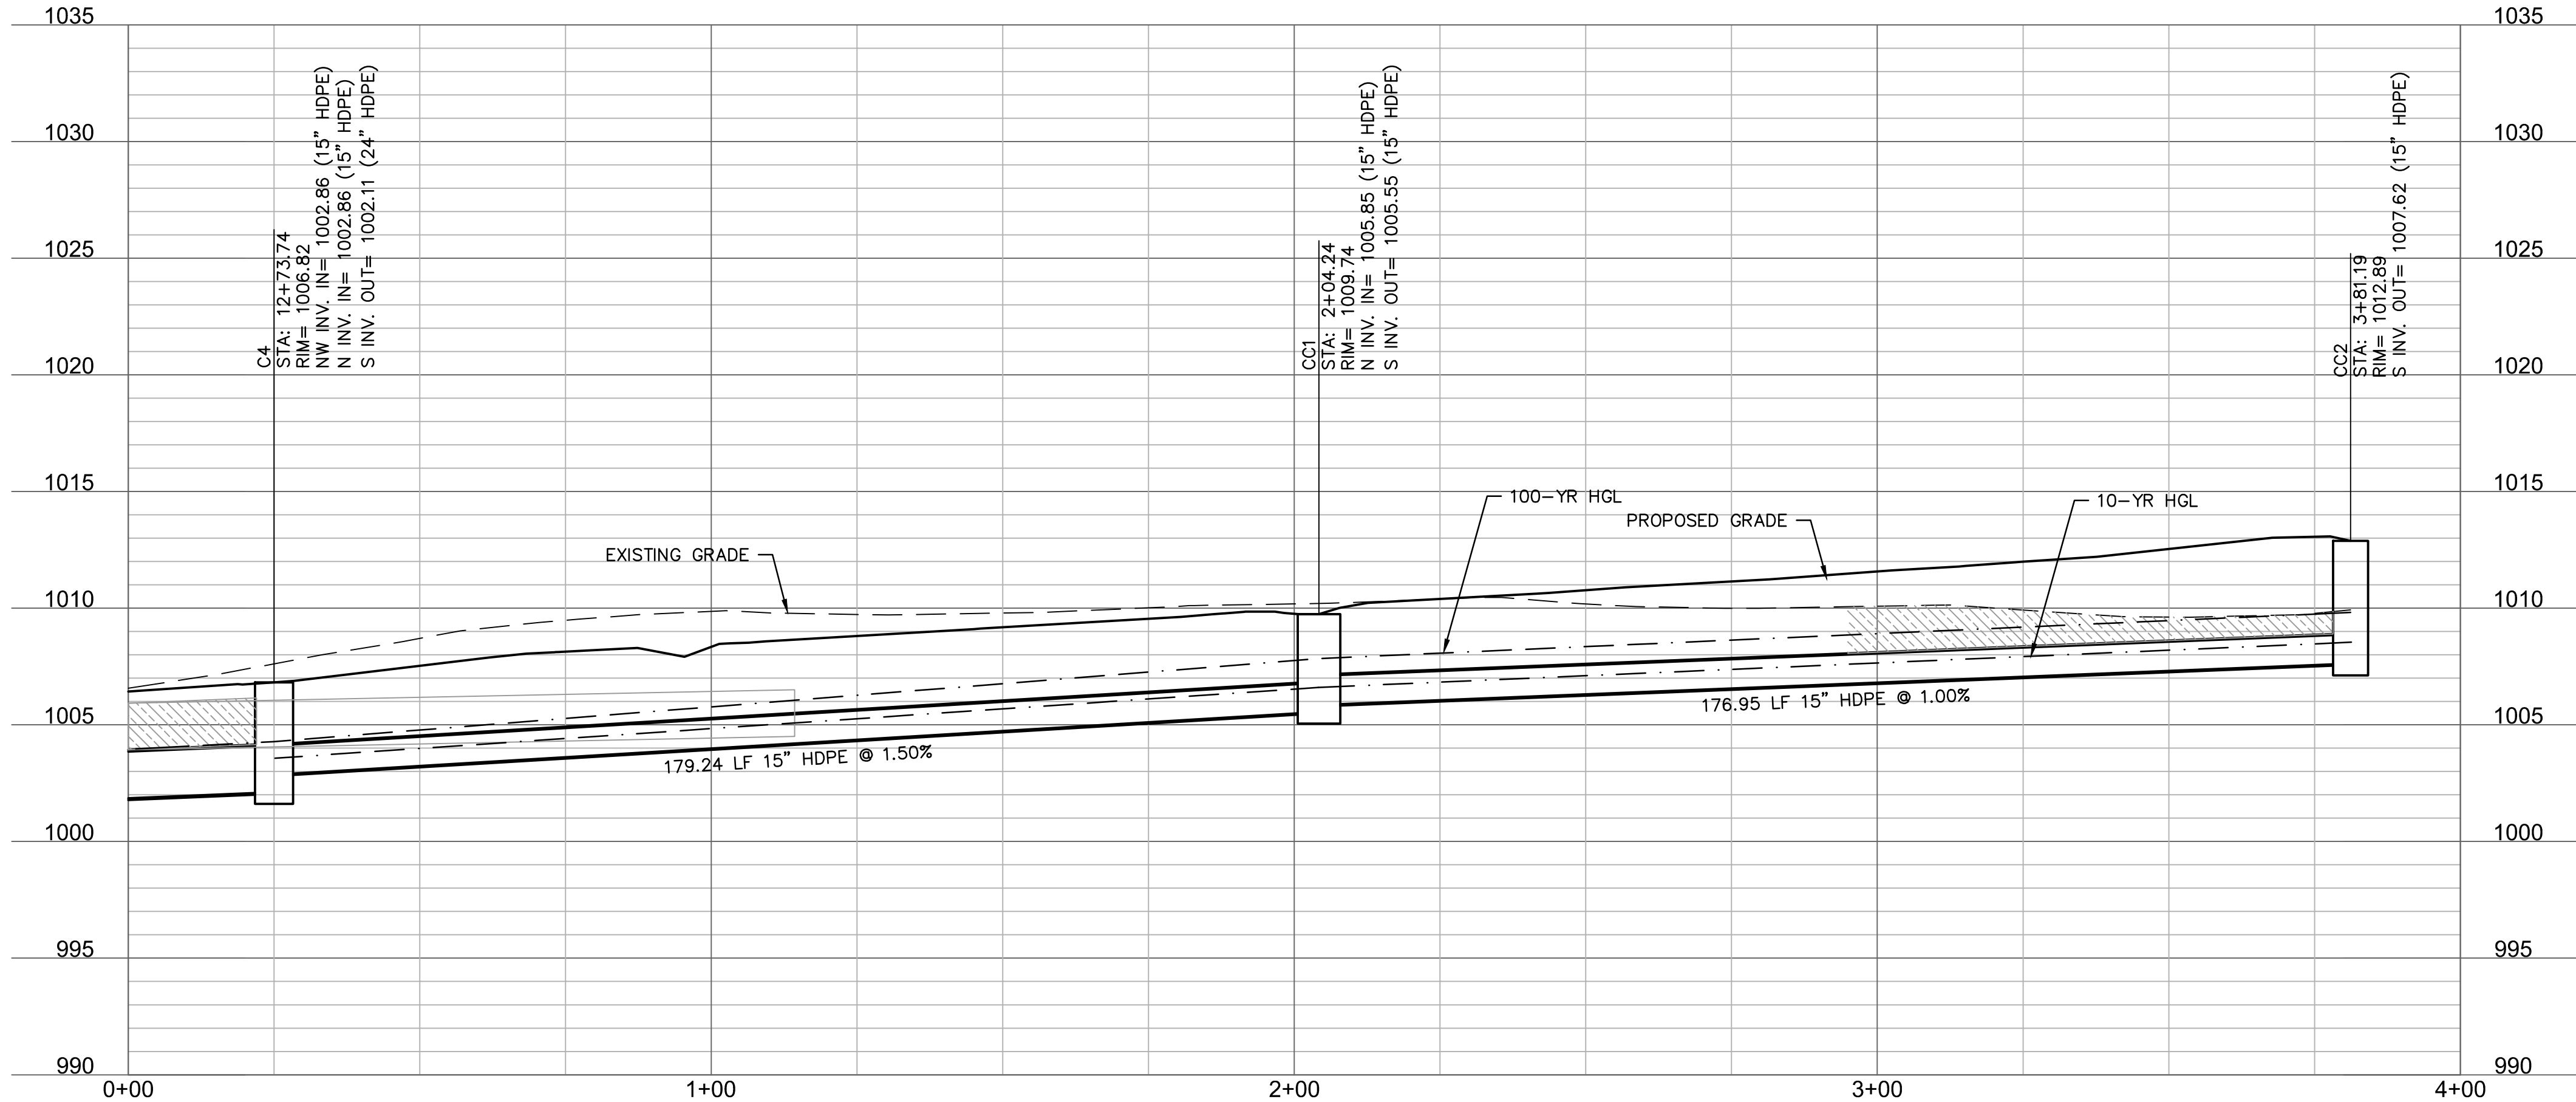 1035
1030
1025
1020
1015
1010
1005
1000
995
990
C4
STA: 12+73.74
RIM= 1006.82
NW INV. IN= 1002.86 (15" HDPE)
N INV. IN= 1002.86 (15" HDPE)
S INV. OUT= 1002.11 (24" HDPE)
CC1
STA: 2+04.24
RIM= 1009.74
N INV. IN= 1005.85 (15" HDPE)
S INV. OUT= 1005.55 (15" HDPE)
CC2
STA: 3+81.19
RIM= 1012.89
S INV. OUT= 1007.62 (15" HDPE)
EXISTING GRADE
100-YR HGL
PROPOSED GRADE
10-YR HGL
179.24 LF 15" HDPE @ 1.50%
176.95 LF 15" HDPE @ 1.00%
1035
1030
1025
1020
1015
1010
1005
1000
995
990
0+00
1+00
2+00
3+00
4+00